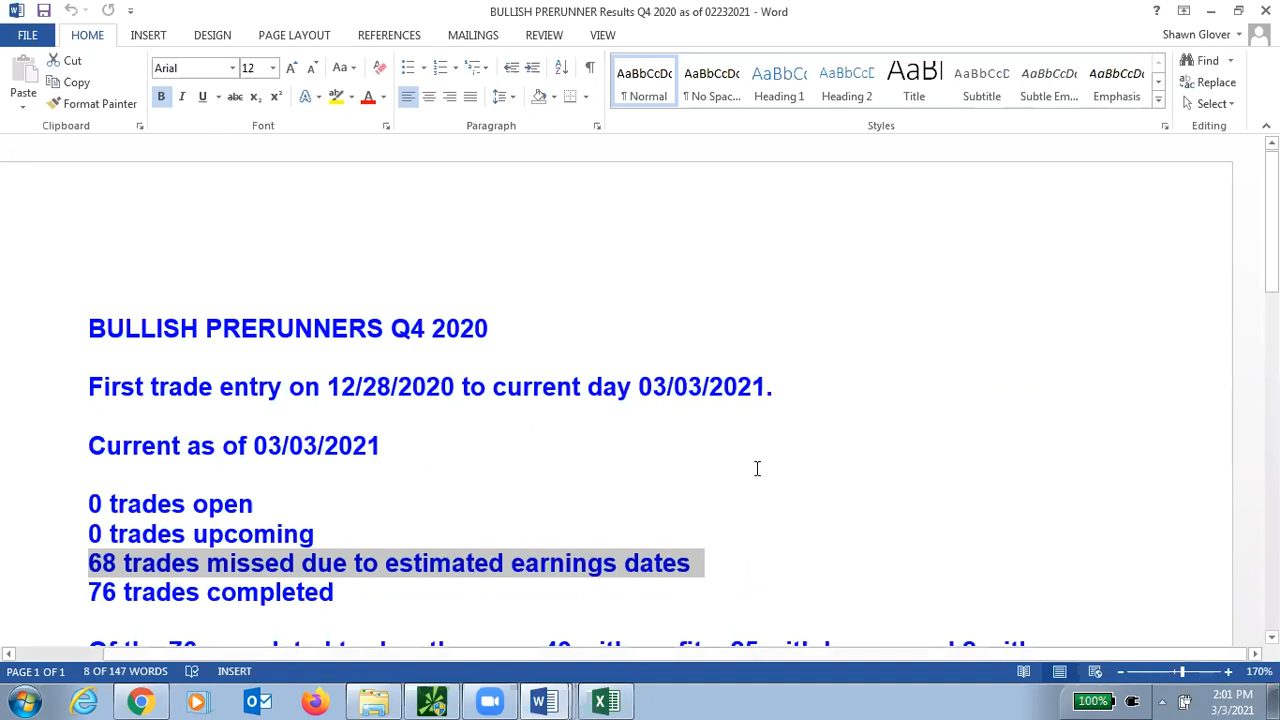 BULLISH PRERUNNER Results Q4 2020 as of 02232021 - Word
FILE HOME INSERT DESIGN PAGE LAYOUT REFERENCES MAILINGS REVIEW VIEW Shawn Glover
Paste
Cut
Copy
Format Painter
Arial 12
Aa
B I U abc x₂ x²
A A
AaBbCcDc AaBbCcDc AaBbCc AaBbCc AaBl AaBbCcD AaBbCcDc AaBbCcDc
¶ Normal ¶ No Spac... Heading 1 Heading 2 Title Subtitle Subtle Em... Emphasis
Find
Replace
Select
Clipboard Font Paragraph Styles Editing
BULLISH PRERUNNERS Q4 2020
First trade entry on 12/28/2020 to current day 03/03/2021.
Current as of 03/03/2021
0 trades open
0 trades upcoming
68 trades missed due to estimated earnings dates
76 trades completed
PAGE 1 OF 1 8 OF 147 WORDS INSERT 170%
100%
2:01 PM
3/3/2021